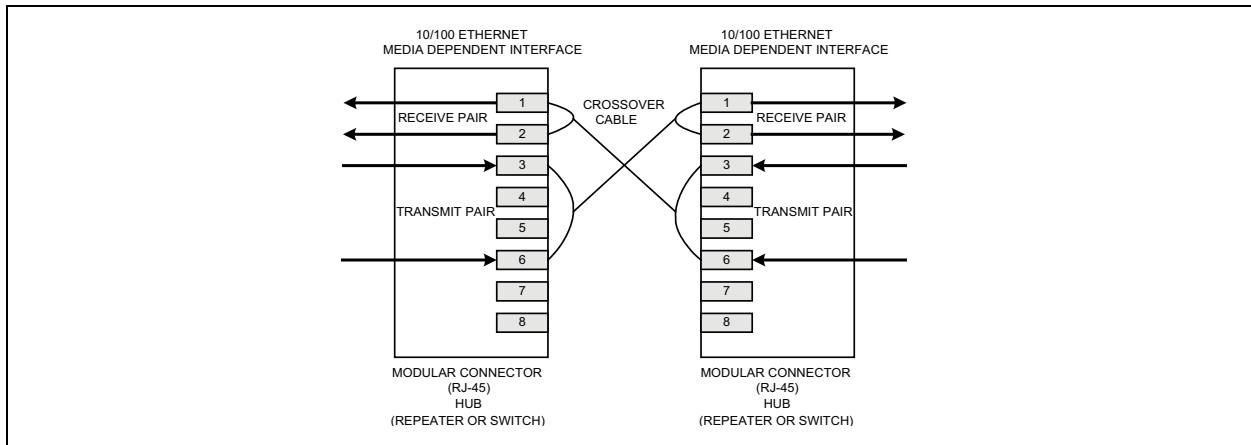 10/100 ETHERNET
MEDIA DEPENDENT INTERFACE
10/100 ETHERNET
MEDIA DEPENDENT INTERFACE
1
RECEIVE PAIR
2
3
4
TRANSMIT PAIR
5
6
7
8
CROSSOVER
CABLE
1
RECEIVE PAIR
2
3
4
TRANSMIT PAIR
5
6
7
8
MODULAR CONNECTOR
(RJ-45)
HUB
(REPEATER OR SWITCH)
MODULAR CONNECTOR
(RJ-45)
HUB
(REPEATER OR SWITCH)